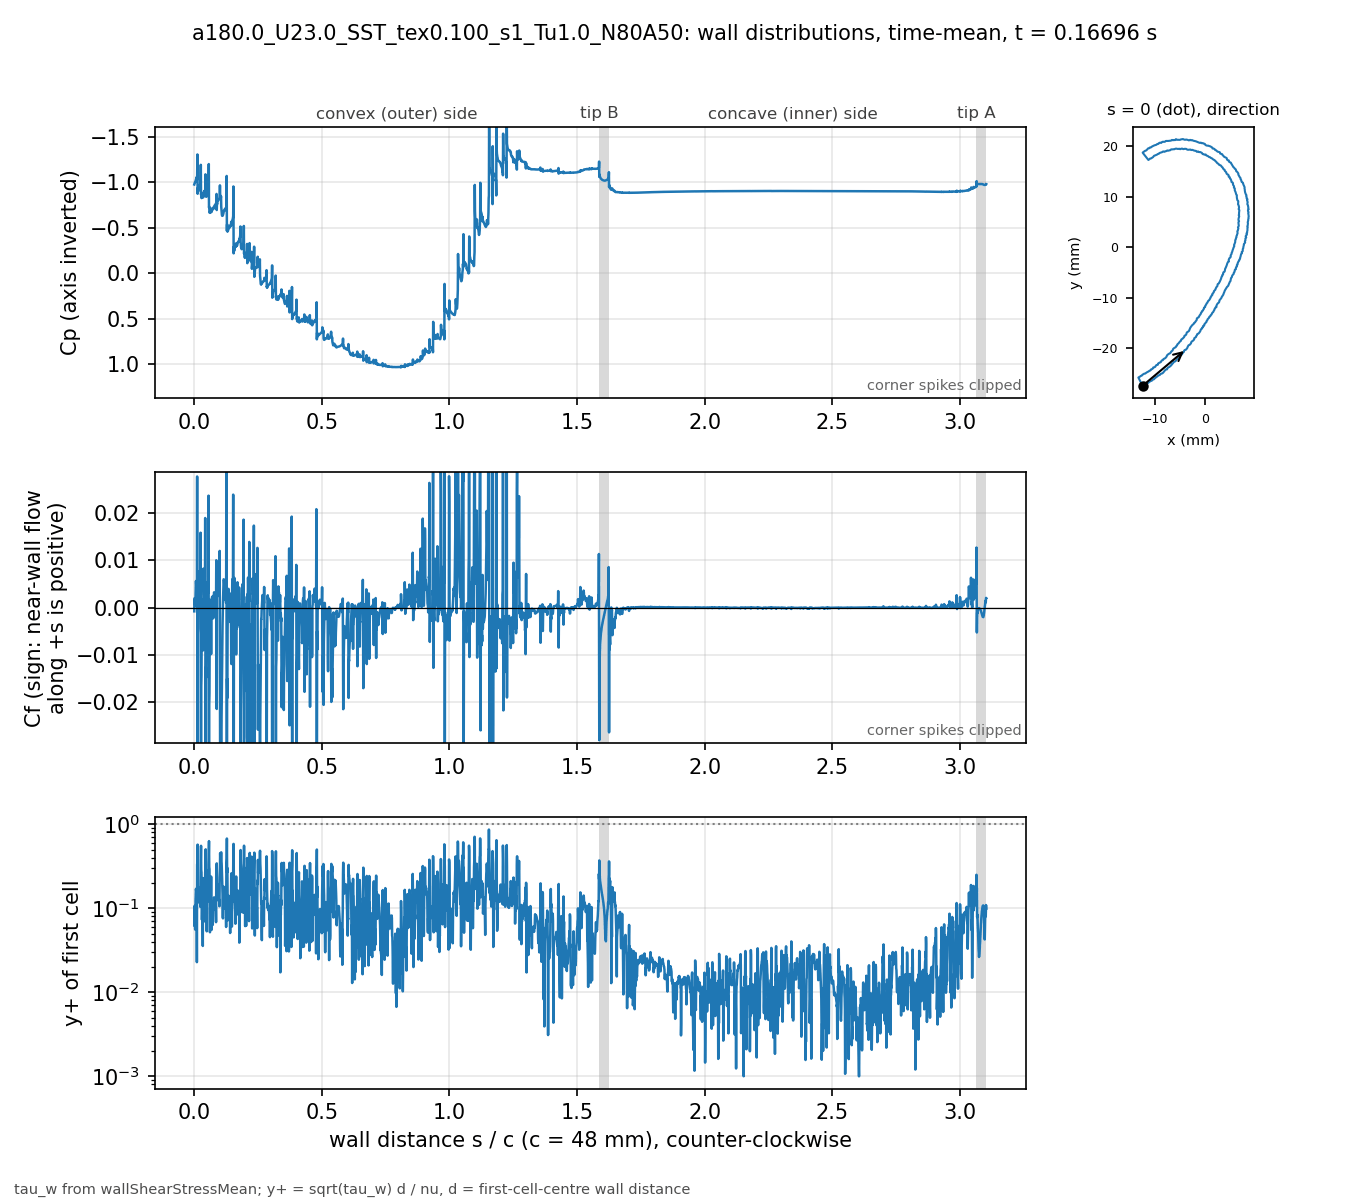 a180.0_U23.0_SST_tex0.100_s1_Tu1.0_N80A50: wall distributions, time-mean, t = 0.16696 s
convex (outer) side
tip B
concave (inner) side
tip A
s = 0 (dot), direction
Cp (axis inverted)
−1.5
−1.0
−0.5
0.0
0.5
1.0
corner spikes clipped
0.0 0.5 1.0 1.5 2.0 2.5 3.0
y (mm)
20
10
0
−10
−20
−10 0
x (mm)
Cf (sign: near-wall flow
along +s is positive)
0.02
0.01
0.00
−0.01
−0.02
corner spikes clipped
0.0 0.5 1.0 1.5 2.0 2.5 3.0
y+ of first cell
10⁰
10⁻¹
10⁻²
10⁻³
0.0 0.5 1.0 1.5 2.0 2.5 3.0
wall distance s / c (c = 48 mm), counter-clockwise
tau_w from wallShearStressMean; y+ = sqrt(tau_w) d / nu, d = first-cell-centre wall distance